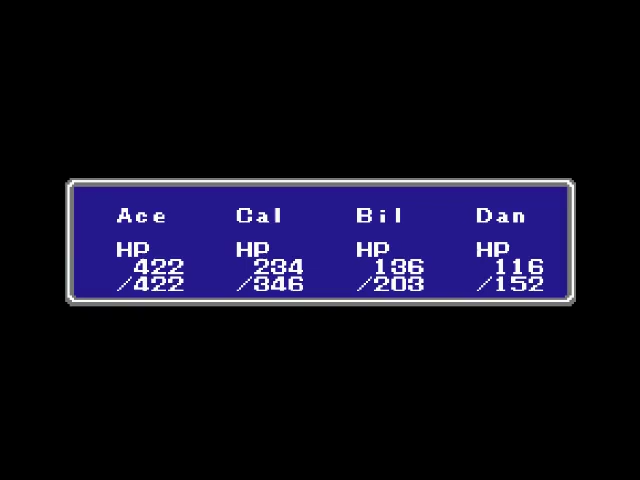 Ace Cal Bil Dan
HP HP HP HP
422 234 136 116
/422 /346 /203 /152